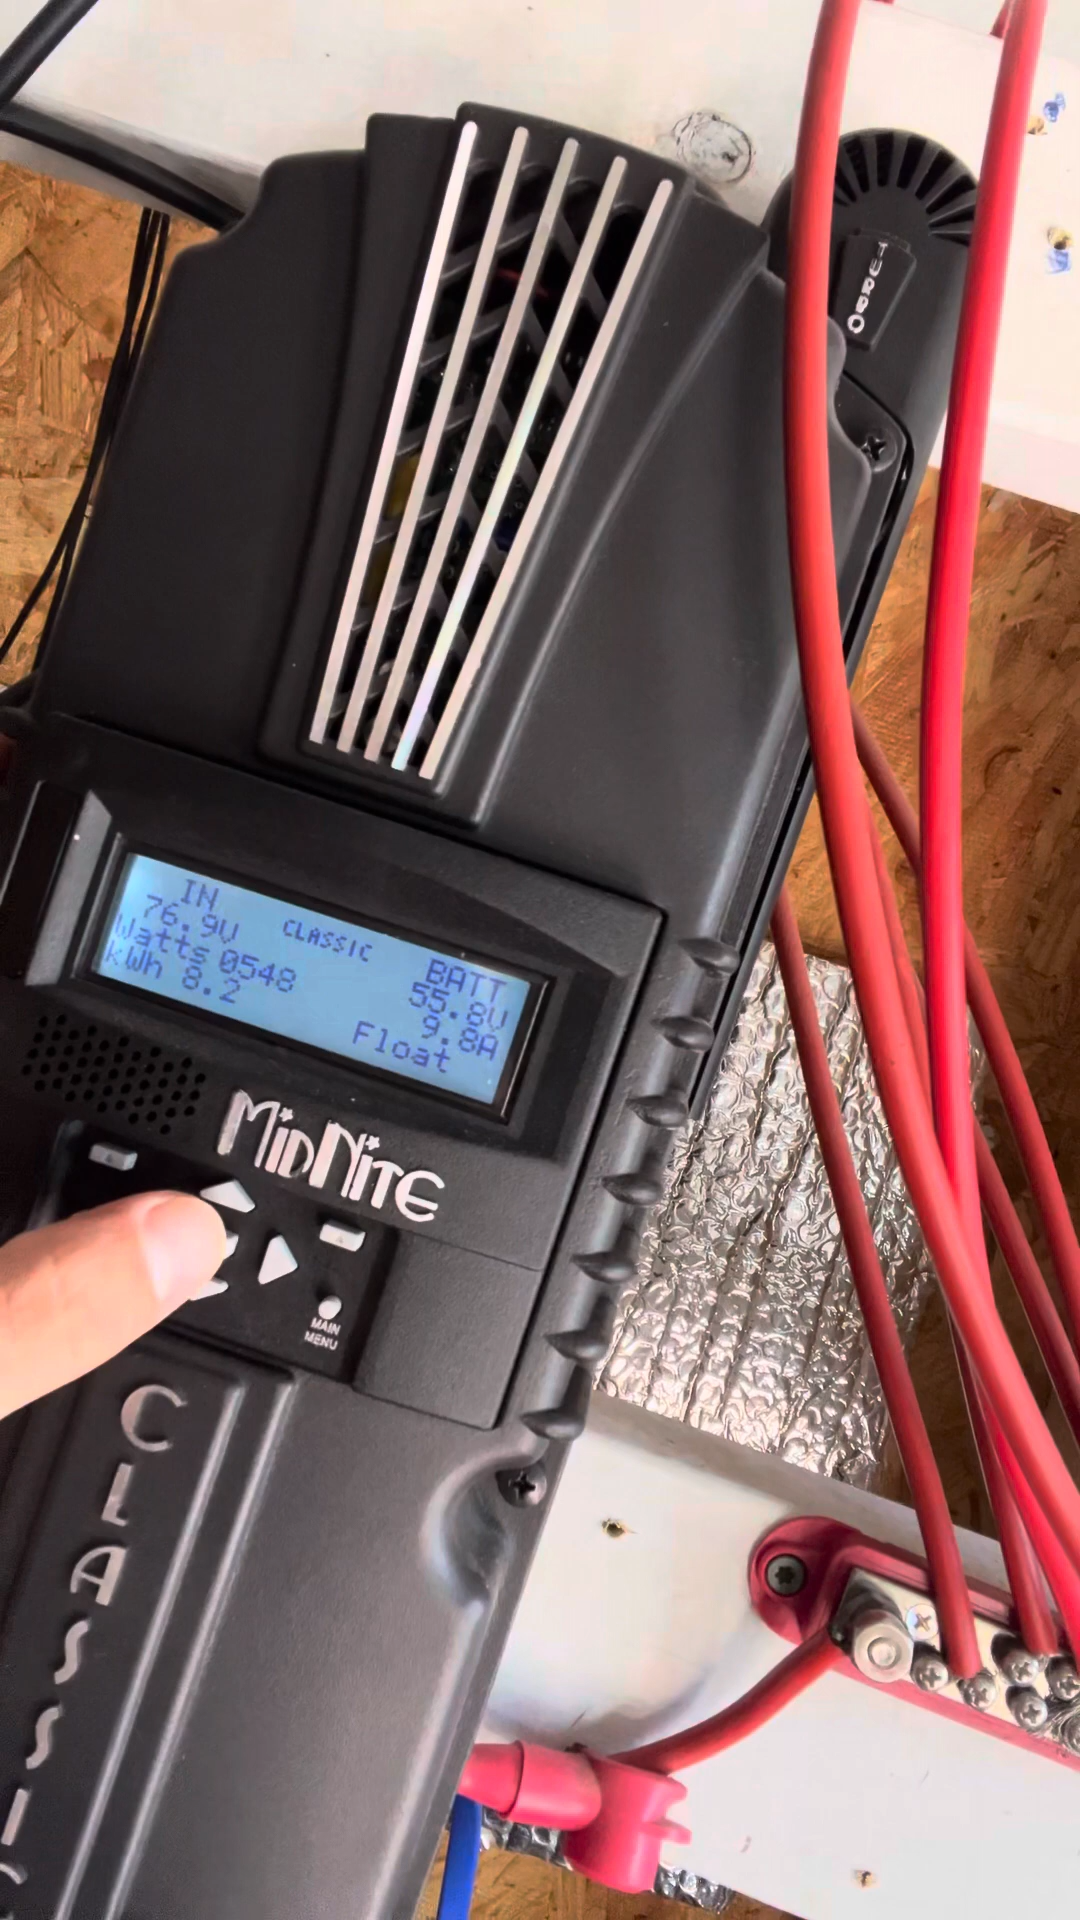 TURBO
IN CLASSIC BATT
76.9V 55.8V
Watts 0548 9.8A
kWh 8.2 Float
MIDNITE
MAIN
MENU
CLASSIC